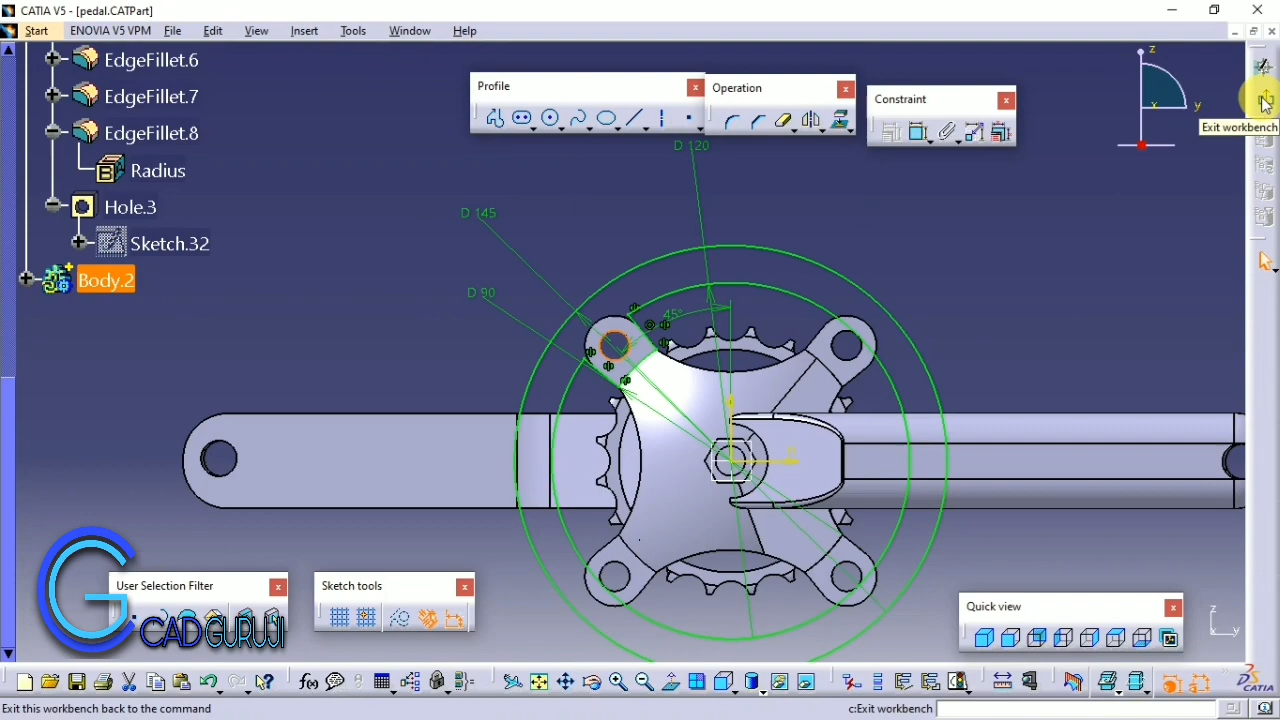 CATIA V5 - [pedal.CATPart]
Start ENOVIA V5 VPM File Edit View Insert Tools Window Help
EdgeFillet.6
EdgeFillet.7
EdgeFillet.8
Radius
Hole.3
Sketch.32
Body.2
Profile
Operation
Constraint
z
x
y
Exit workbench
D 120
D 145
D 90
45°
User Selection Filter
Sketch tools
Quick view
CADGURUJI
z
x
y
CATIA
Exit this workbench back to the command
c:Exit workbench